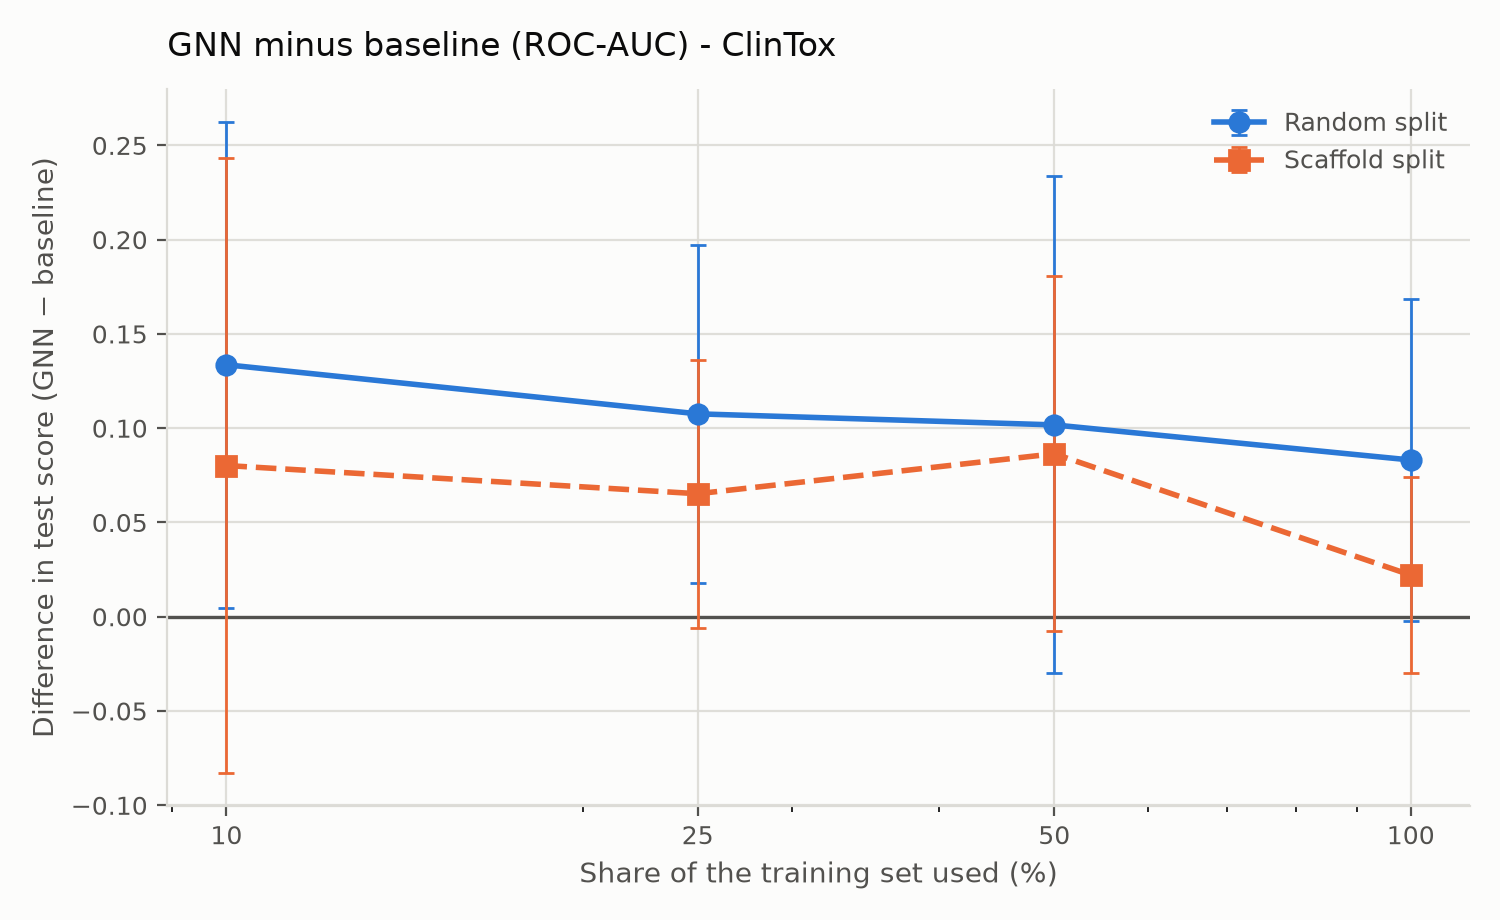 GNN minus baseline (ROC-AUC) - ClinTox
Random split
Scaffold split
Difference in test score (GNN − baseline)
0.25
0.20
0.15
0.10
0.05
0.00
−0.05
−0.10
10 25 50 100
Share of the training set used (%)